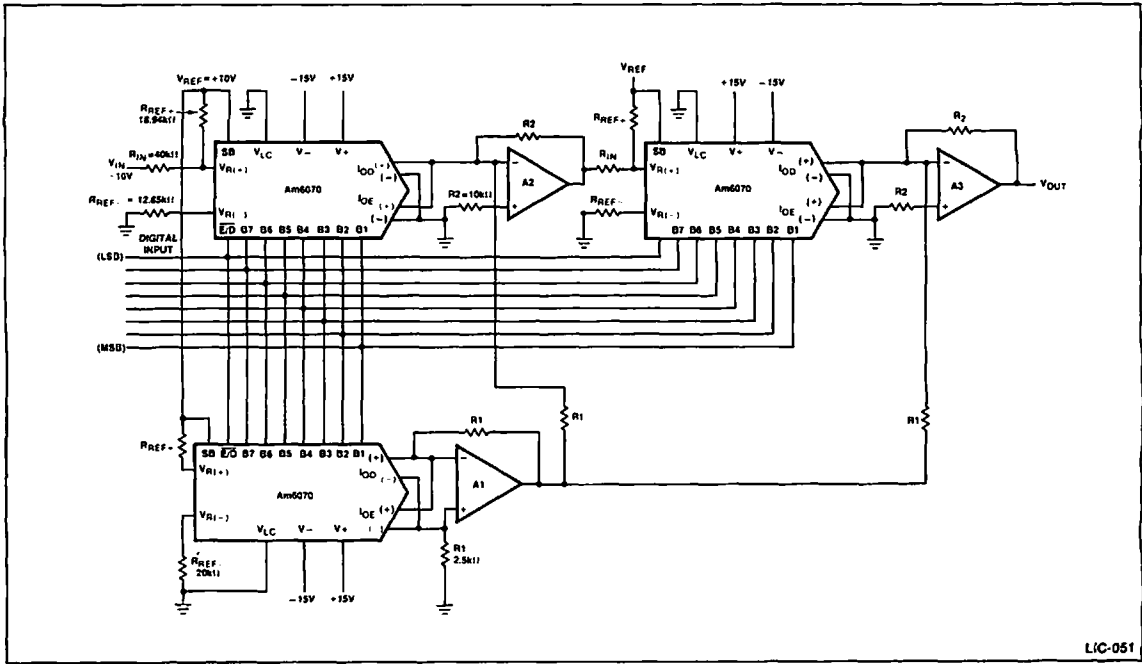 VREF = +10V
-15V +15V
RREF+
18.94kΩ
SB VLC V- V+
VIN
-10V
RIN=40kΩ
VR(+)
Am6070
IOD (+)
(-)
IOE (+)
(-)
RREF- = 12.65kΩ
VR(-)
E/D B7 B6 B5 B4 B3 B2 B1
DIGITAL
INPUT
(LSD)
(MSB)
R2
R2=10kΩ
-
+
A2
RIN
VREF
+15V -15V
RREF+
SB VLC V+ V-
VR(+)
Am6070
IOD (+)
(-)
IOE (+)
(-)
RREF-
VR(-)
E/D B7 B6 B5 B4 B3 B2 B1
R2
R2
-
+
A3
VOUT
R1
R1
RREF+
SB E/D B7 B6 B5 B4 B3 B2 B1
VR(+)
Am6070
VR(-)
VLC V- V+
(+)
IOD (-)
IOE (+)
(-)
R'REF-
20kΩ
-15V +15V
R1
-
+
A1
R1
2.5kΩ
LIC-051